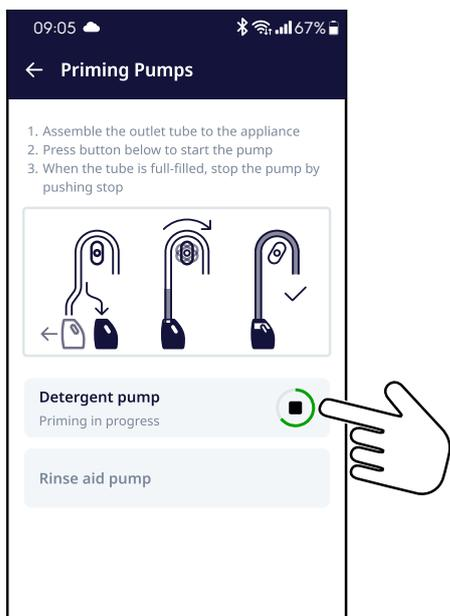 09:05 67%
Priming Pumps
1. Assemble the outlet tube to the appliance
2. Press button below to start the pump
3. When the tube is full-filled, stop the pump by
pushing stop
Detergent pump
Priming in progress
Rinse aid pump